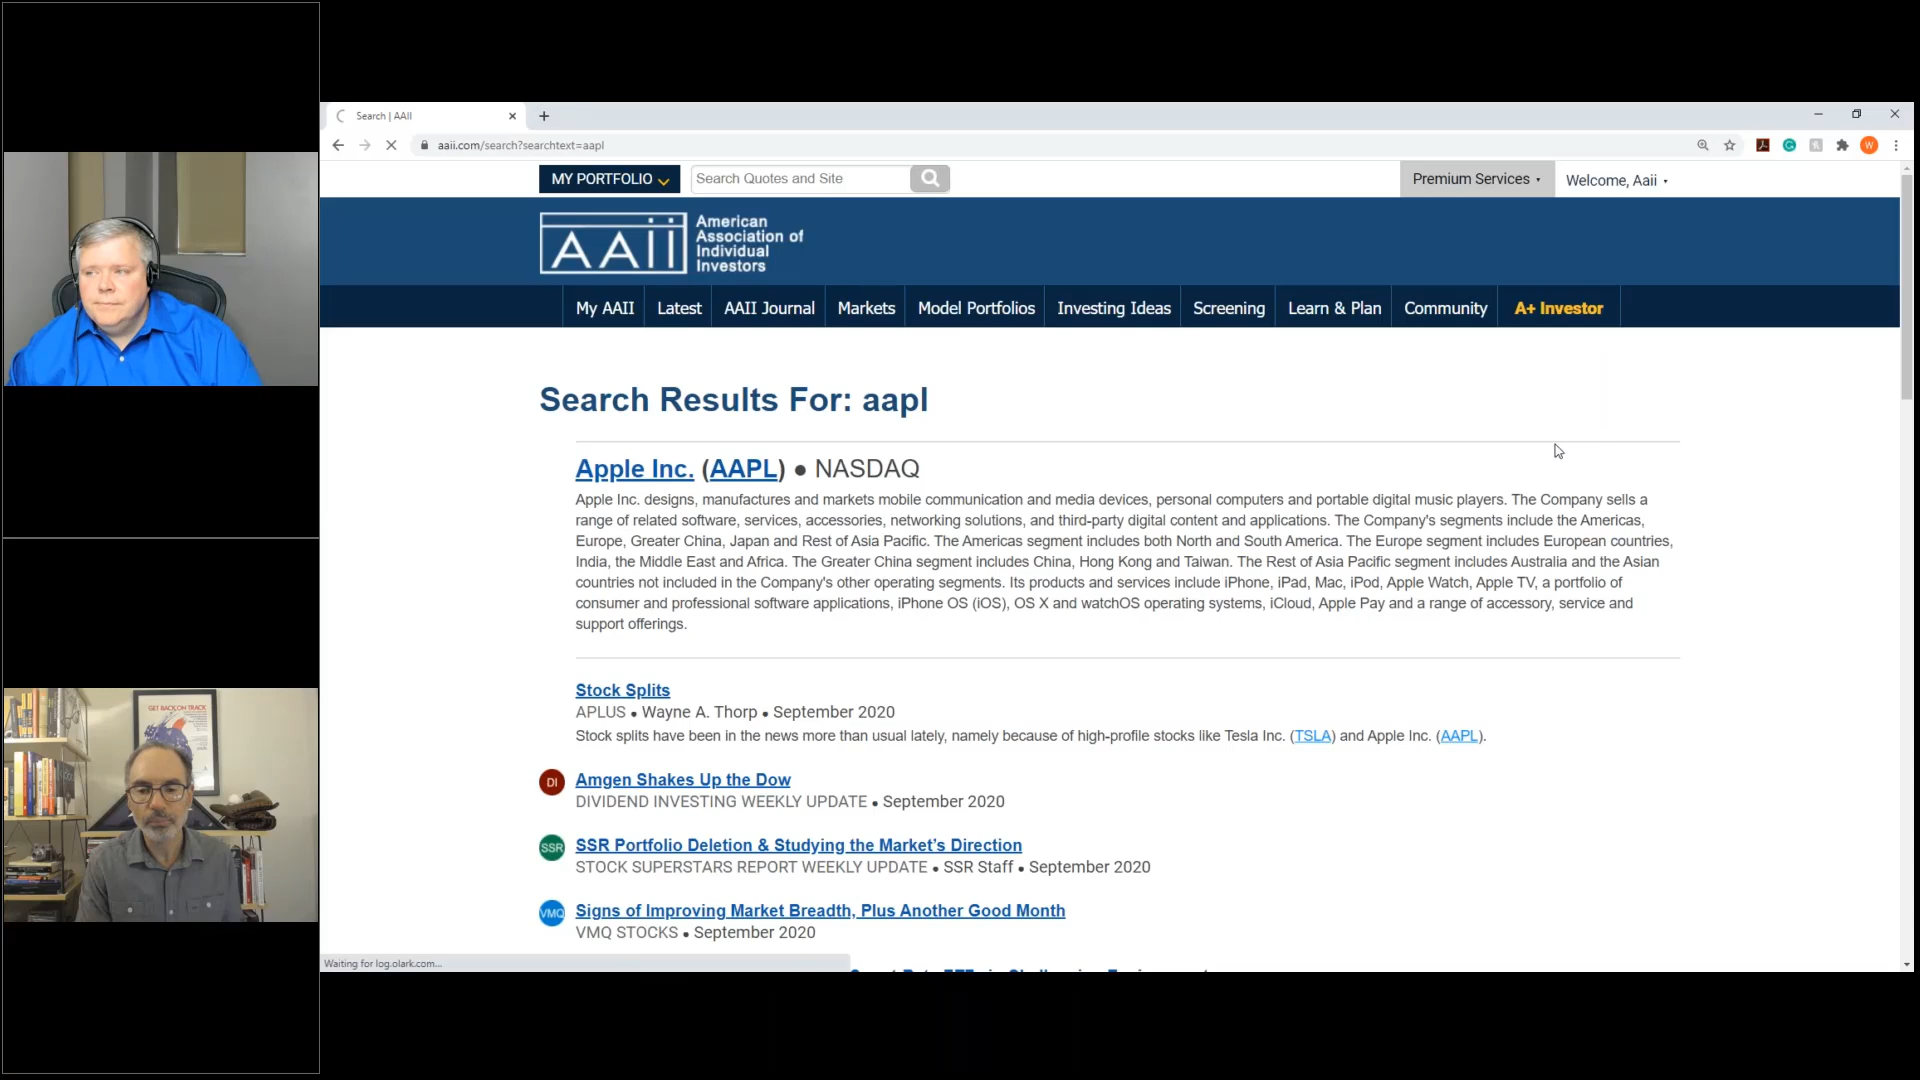 Search | AAII
aaii.com/search?searchtext=aapl
W
MY PORTFOLIO
Search Quotes and Site
Premium Services
Welcome, Aaii
AAii
American
Association of
Individual
Investors
My AAII
Latest
AAII Journal
Markets
Model Portfolios
Investing Ideas
Screening
Learn & Plan
Community
A+ Investor
Search Results For: aapl
Apple Inc. (AAPL) ● NASDAQ
Apple Inc. designs, manufactures and markets mobile communication and media devices, personal computers and portable digital music players. The Company sells a
range of related software, services, accessories, networking solutions, and third-party digital content and applications. The Company's segments include the Americas,
Europe, Greater China, Japan and Rest of Asia Pacific. The Americas segment includes both North and South America. The Europe segment includes European countries,
India, the Middle East and Africa. The Greater China segment includes China, Hong Kong and Taiwan. The Rest of Asia Pacific segment includes Australia and the Asian
countries not included in the Company's other operating segments. Its products and services include iPhone, iPad, Mac, iPod, Apple Watch, Apple TV, a portfolio of
consumer and professional software applications, iPhone OS (iOS), OS X and watchOS operating systems, iCloud, Apple Pay and a range of accessory, service and
support offerings.
Stock Splits
APLUS ● Wayne A. Thorp ● September 2020
Stock splits have been in the news more than usual lately, namely because of high-profile stocks like Tesla Inc. (TSLA) and Apple Inc. (AAPL).
DI
Amgen Shakes Up the Dow
DIVIDEND INVESTING WEEKLY UPDATE ● September 2020
SSR
SSR Portfolio Deletion & Studying the Market’s Direction
STOCK SUPERSTARS REPORT WEEKLY UPDATE ● SSR Staff ● September 2020
VMQ
Signs of Improving Market Breadth, Plus Another Good Month
VMQ STOCKS ● September 2020
Waiting for log.olark.com...
GET BACK ON TRACK